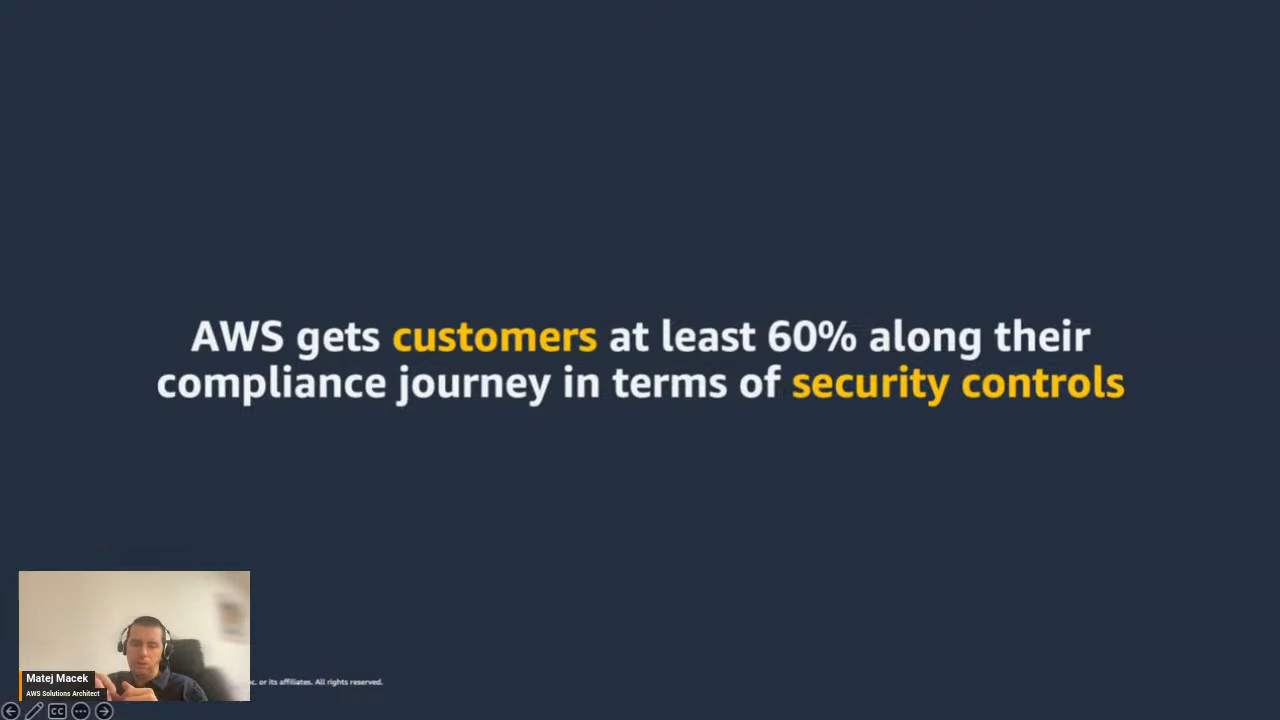 AWS gets customers at least 60% along their
compliance journey in terms of security controls
Matej Macek
AWS Solutions Architect
or its affiliates. All rights reserved.
CC